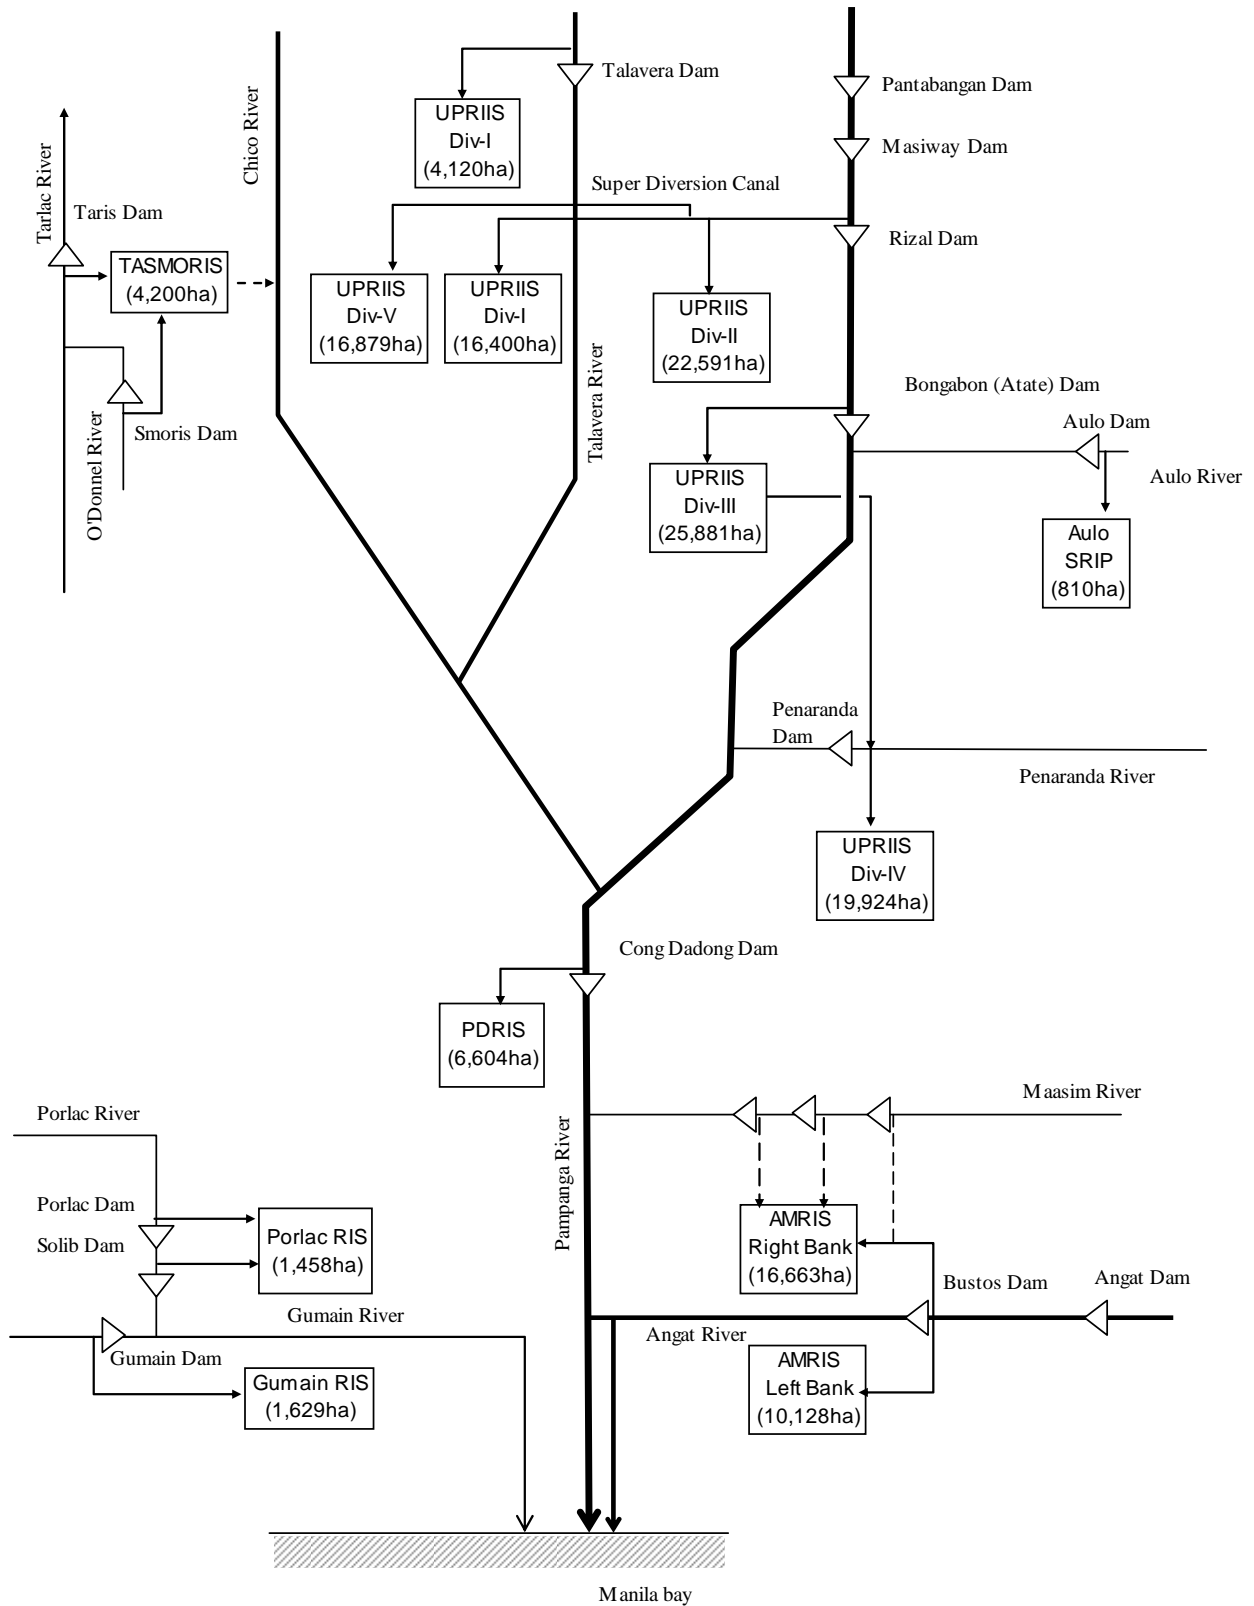 Talavera Dam
Pantabangan Dam
UPRIIS
Div-I
(4,120ha)
Chico River
Masiway Dam
Super Diversion Canal
Tarlac River
Taris Dam
Rizal Dam
TASMORIS
(4,200ha)
UPRIIS
Div-V
(16,879ha)
UPRIIS
Div-I
(16,400ha)
UPRIIS
Div-II
(22,591ha)
Talavera River
Bongabon (Atate) Dam
Aulo Dam
Smoris Dam
O'Donnel River
Aulo River
UPRIIS
Div-III
(25,881ha)
Aulo
SRIP
(810ha)
Penaranda
Dam
Penaranda River
UPRIIS
Div-IV
(19,924ha)
Cong Dadong Dam
PDRIS
(6,604ha)
Maasim River
Porlac River
Pampanga River
Porlac Dam
Solib Dam
Porlac RIS
(1,458ha)
AMRIS
Right Bank
(16,663ha)
Bustos Dam
Angat Dam
Gumain River
Angat River
Gumain Dam
Gumain RIS
(1,629ha)
AMRIS
Left Bank
(10,128ha)
Manila bay